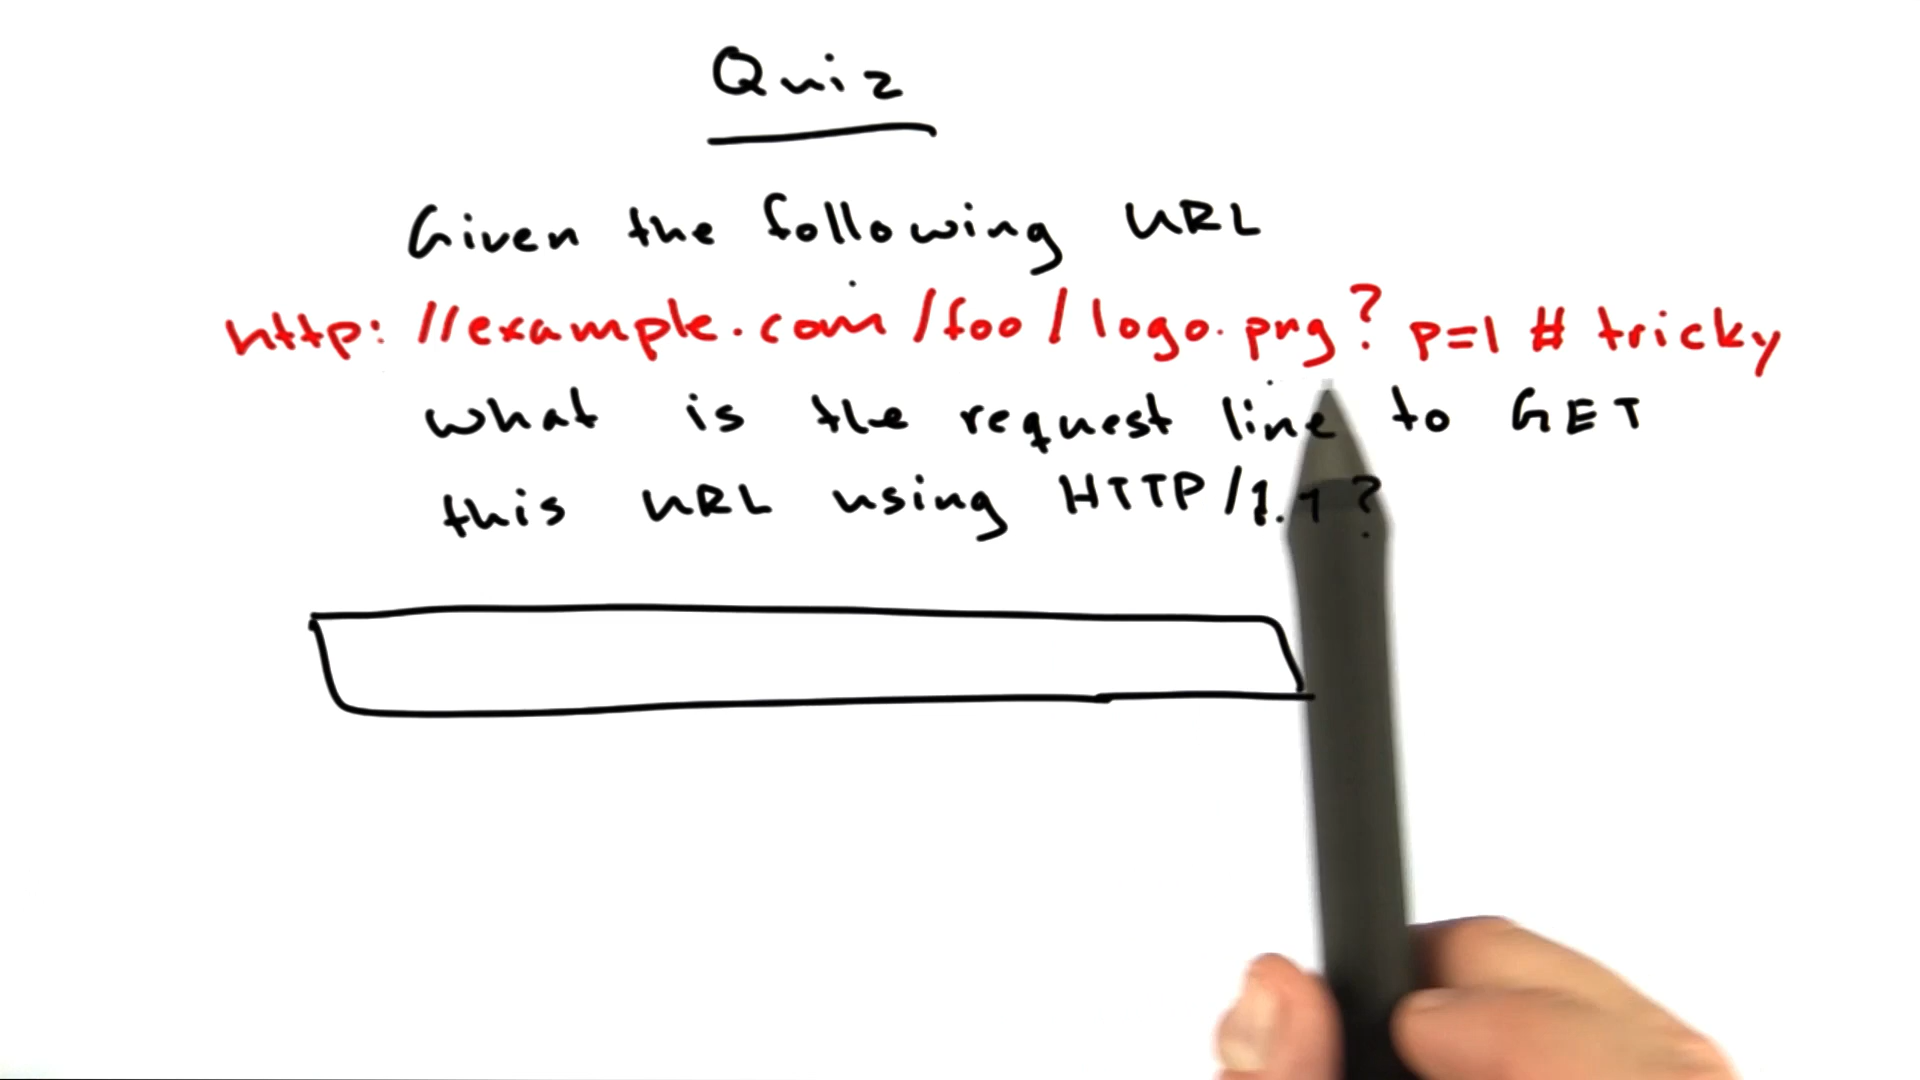 Quiz
Given the following URL
http://example.com/foo/logo.png?p=1#tricky
what is the request line to GET
this URL using HTTP/1.1?